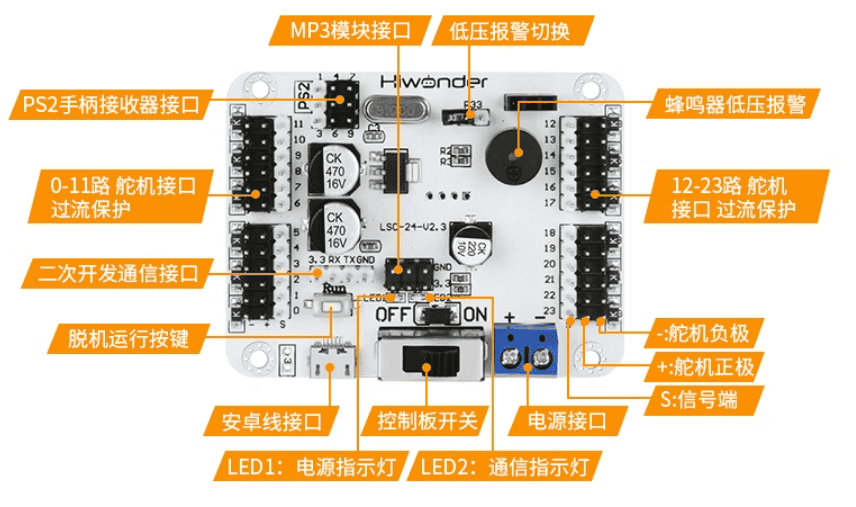 MP3模块接口
低压报警切换
PS2手柄接收器接口
蜂鸣器低压报警
0-11路 舵机接口
过流保护
12-23路 舵机
接口 过流保护
二次开发通信接口
脱机运行按键
-:舵机负极
+:舵机正极
S:信号端
安卓线接口
控制板开关
电源接口
LED1：电源指示灯
LED2：通信指示灯
Hiwonder
PS2
1 4 7
3 6 9
11
10
9
8
7
6
5
4
3
2
1
0
- + S
12
13
14
15
16
17
18
19
20
21
22
23
CK
470
16V
CK
470
16V
CK
220
10V
R2
R3
LSC-24-V2.3
3.3 RX TX GND
GND
3.3
Run
LED1
OFF
ON
+ -